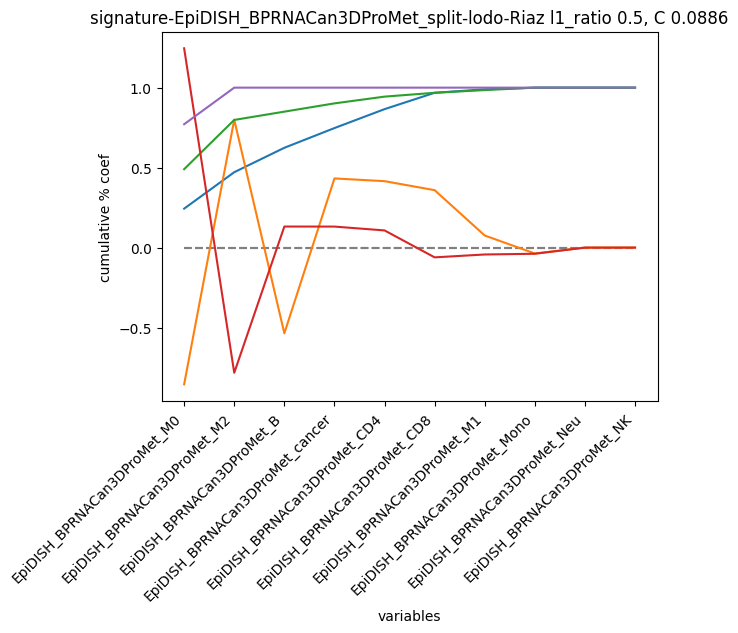 signature-EpiDISH_BPRNACan3DProMet_split-lodo-Riaz l1_ratio 0.5, C 0.0886
cumulative % coef
1.0
0.5
0.0
−0.5
EpiDISH_BPRNACan3DProMet_M0
EpiDISH_BPRNACan3DProMet_M2
EpiDISH_BPRNACan3DProMet_B
EpiDISH_BPRNACan3DProMet_cancer
EpiDISH_BPRNACan3DProMet_CD4
EpiDISH_BPRNACan3DProMet_CD8
EpiDISH_BPRNACan3DProMet_M1
EpiDISH_BPRNACan3DProMet_Mono
EpiDISH_BPRNACan3DProMet_Neu
EpiDISH_BPRNACan3DProMet_NK
variables